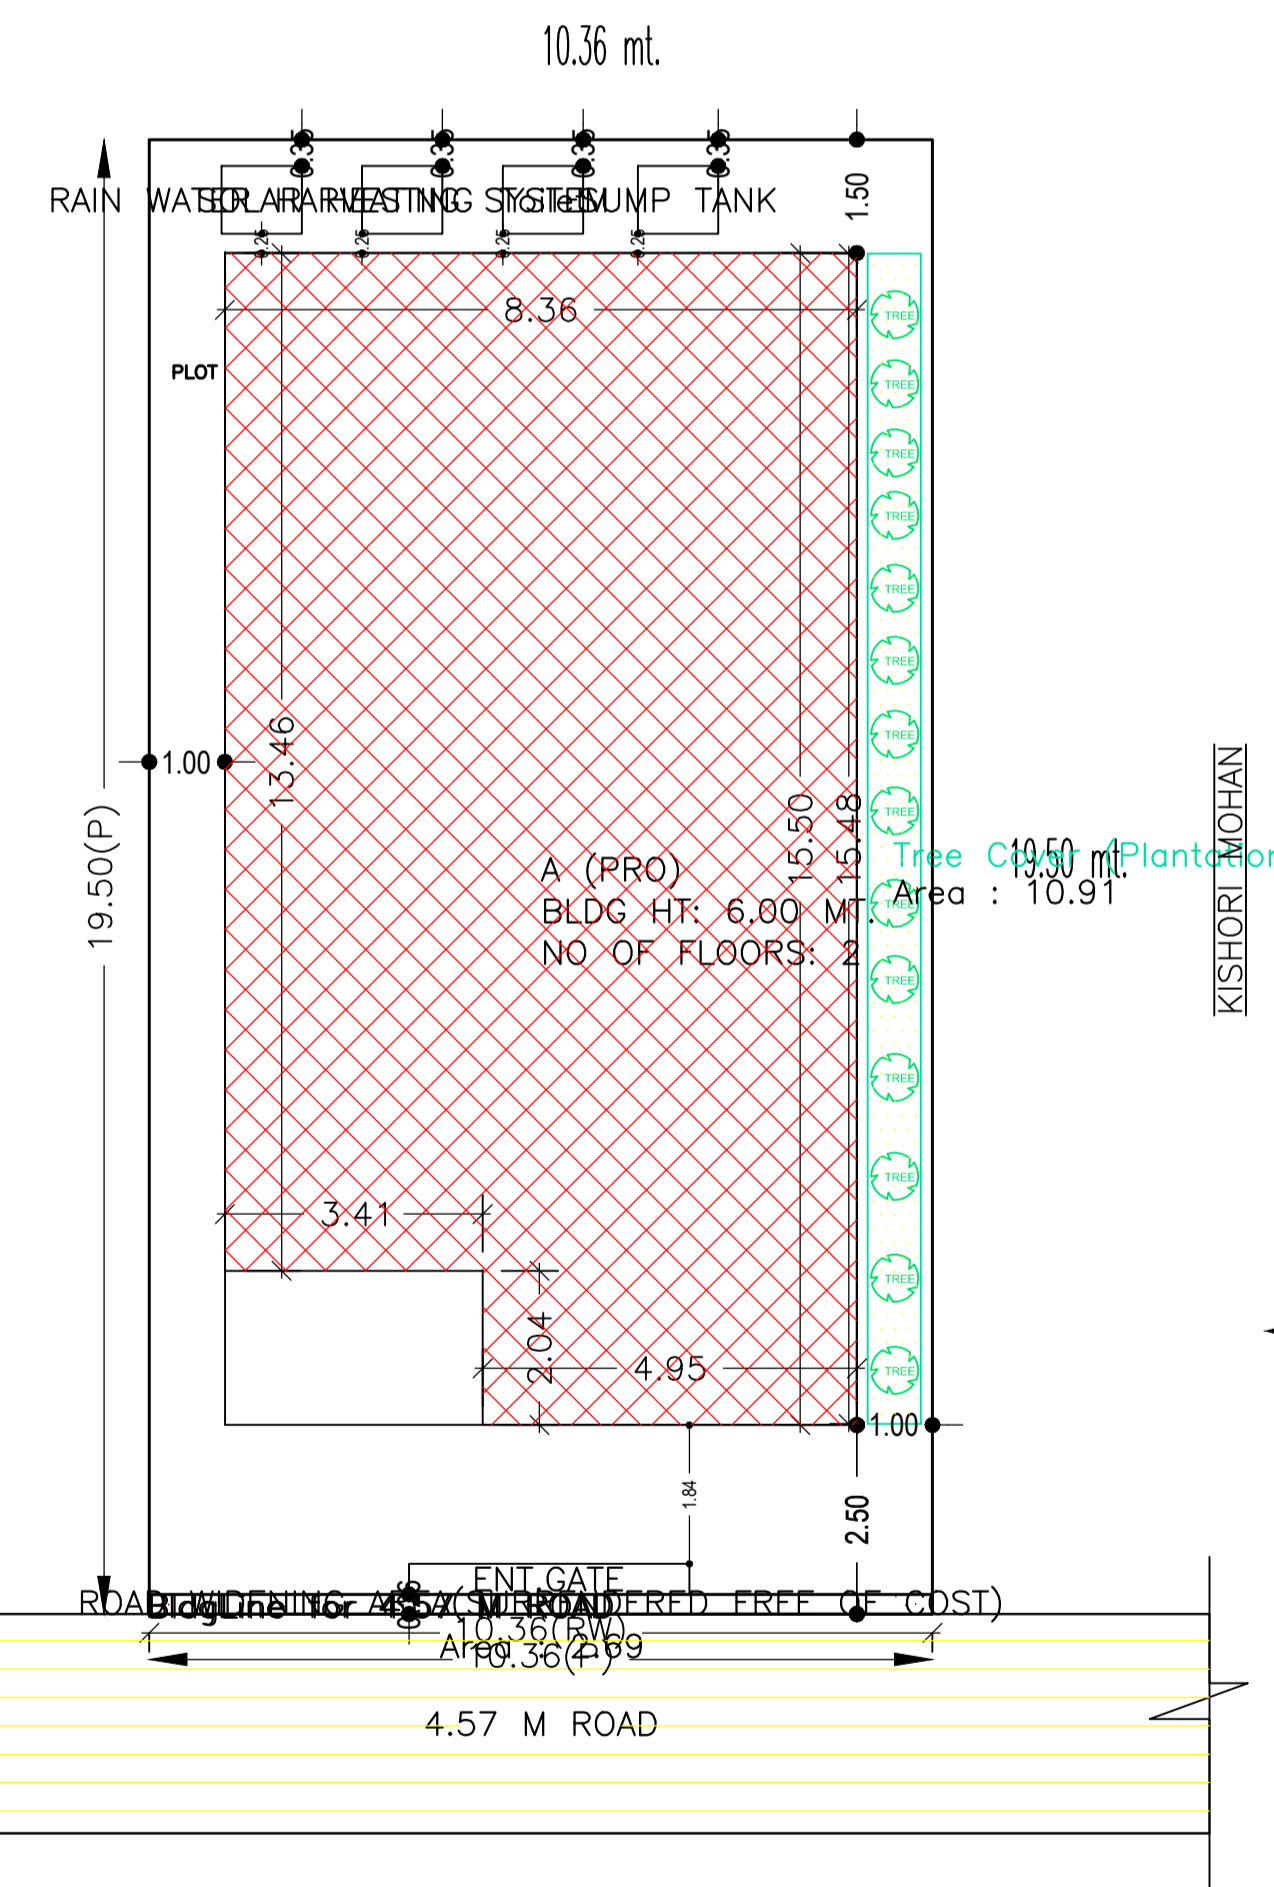 10.36 mt.
0.35
0.35
0.35
0.35
1.50
RAIN WATER HARVESTING SYSTEM
SOLAR HEATING SYSTEM
Toilet
SUMP TANK
0.25
0.25
0.25
0.25
8.36
PLOT
TREE
TREE
TREE
TREE
TREE
TREE
TREE
TREE
TREE
TREE
TREE
TREE
TREE
TREE
1.00
13.46
15.50
15.48
19.50(P)
A (PRO)
BLDG HT: 6.00 MT.
NO OF FLOORS: 2
Tree Cover (Plantation
19.50 mt.
Area : 10.91
KISHORI MOHAN
3.41
2.04
4.95
1.00
1.84
2.50
ENT.GATE
ROAD WIDENING AREA(SURRENDERED FREE OF COST)
BldgLine for 4.57 M ROAD
10.36(RW)
Area : 2.69
10.36(P)
4.57 M ROAD